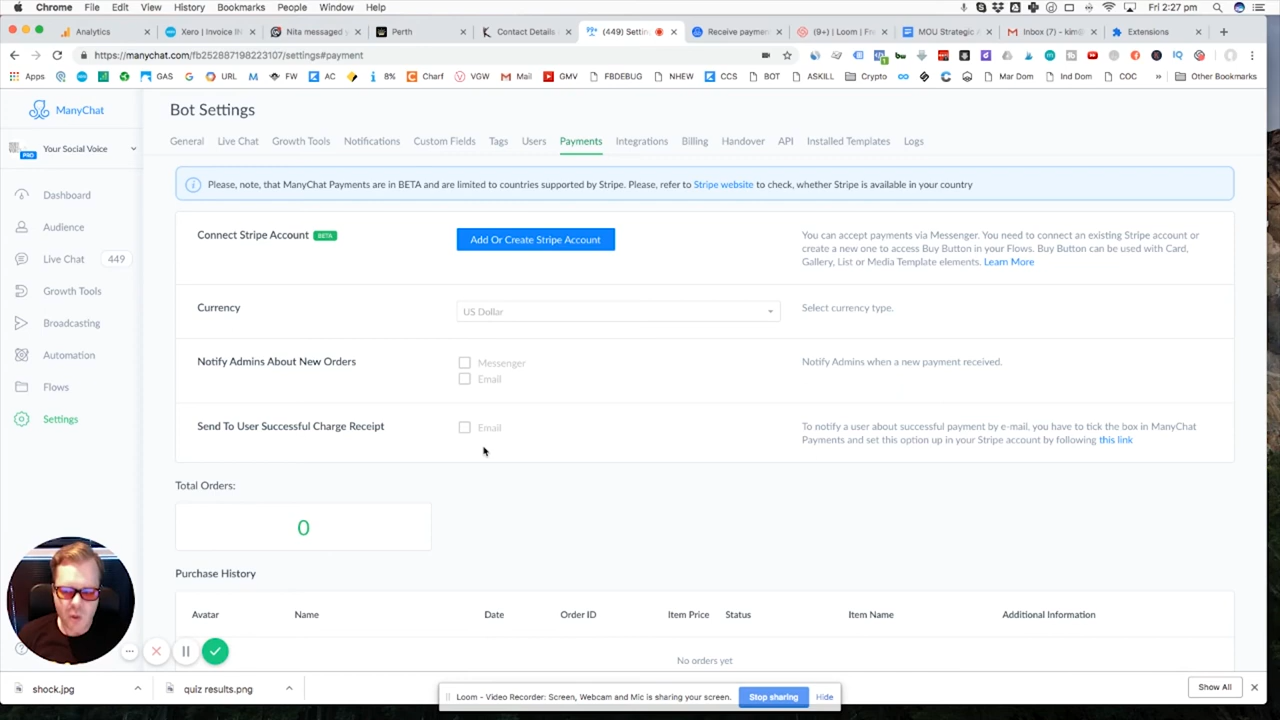 Chrome File Edit View History Bookmarks People Window Help Fri 2:27 pm
Analytics Xero | Invoice | Nita messaged Perth Contact Details (449) Settin Receive paymen (9+) | Loom | Fre MOU Strategic Inbox (7) - kim@ Extensions
https://manychat.com/fb252887198223107/settings#payment
Apps GAS G URL FW AC 8% Charf VGW Mail GMV FBDEBUG NHEW CCS BOT ASKILL Crypto Mar Dom Ind Dom COC » Other Bookmarks
ManyChat
Bot Settings
General Live Chat Growth Tools Notifications Custom Fields Tags Users Payments Integrations Billing Handover API Installed Templates Logs
Your Social Voice
PRO
Please, note, that ManyChat Payments are in BETA and are limited to countries supported by Stripe. Please, refer to Stripe website to check, whether Stripe is available in your country
Dashboard
Audience
Live Chat 449
Growth Tools
Broadcasting
Automation
Flows
Settings
Connect Stripe Account BETA
Add Or Create Stripe Account
You can accept payments via Messenger. You need to connect an existing Stripe account or
create a new one to access Buy Button in your Flows. Buy Button can be used with Card,
Gallery, List or Media Template elements. Learn More
Currency
US Dollar
Select currency type.
Notify Admins About New Orders
Messenger
Email
Notify Admins when a new payment received.
Send To User Successful Charge Receipt
Email
To notify a user about successful payment by e-mail, you have to tick the box in ManyChat
Payments and set this option up in your Stripe account by following this link
Total Orders:
0
Purchase History
Avatar Name Date Order ID Item Price Status Item Name Additional Information
No orders yet
shock.jpg quiz results.png
Loom - Video Recorder: Screen, Webcam and Mic is sharing your screen. Stop sharing Hide
Show All